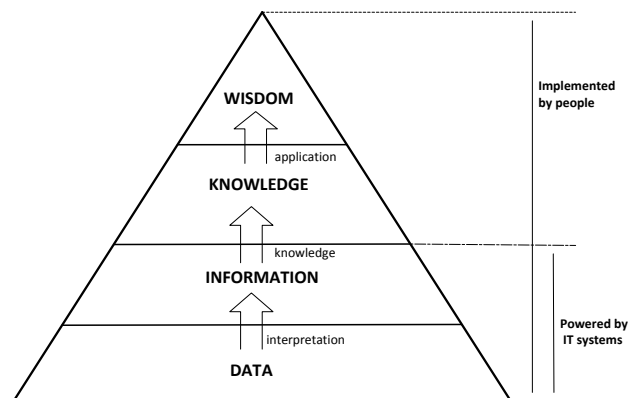 WISDOM
Implemented
by people
application
KNOWLEDGE
knowledge
INFORMATION
Powered by
IT systems
interpretation
DATA